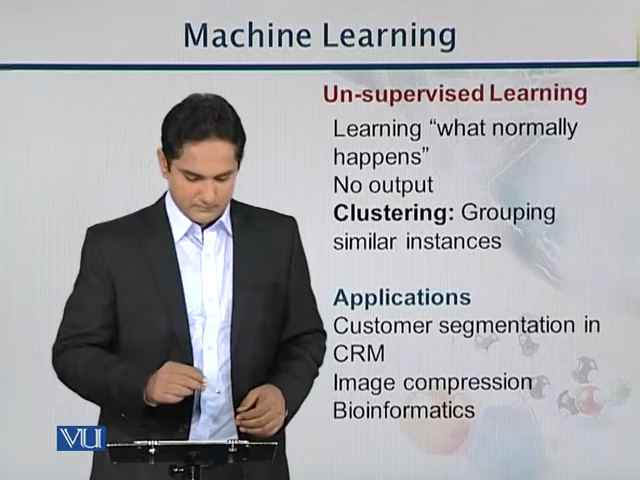 Machine Learning
Un-supervised Learning
Learning “what normally
happens”
No output
Clustering: Grouping
similar instances
Applications
Customer segmentation in
CRM
Image compression
Bioinformatics
VU